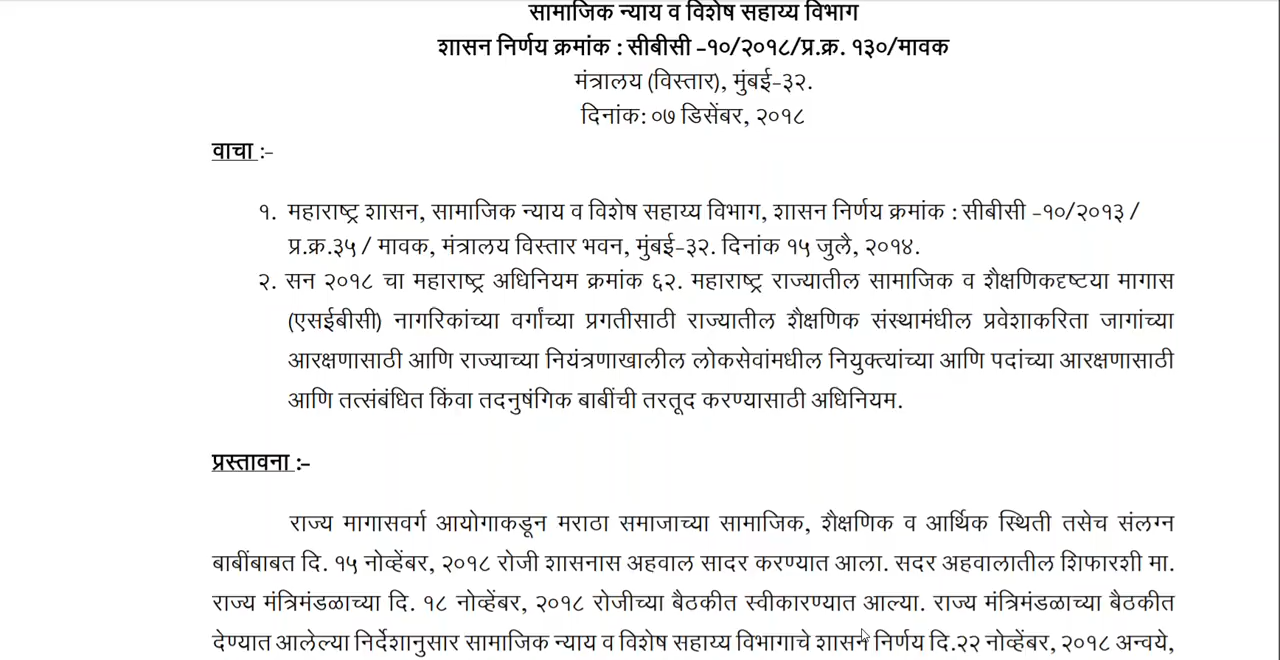 सामाजिक न्याय व विशेष सहाय्य विभाग
शासन निर्णय क्रमांक : सीबीसी -१०/२०१८/प्र.क्र. १३०/मावक
मंत्रालय (विस्तार), मुंबई-३२.
दिनांक: ०७ डिसेंबर, २०१८
वाचा :-
१. महाराष्ट्र शासन, सामाजिक न्याय व विशेष सहाय्य विभाग, शासन निर्णय क्रमांक : सीबीसी -१०/२०१३ /
प्र.क्र.३५ / मावक, मंत्रालय विस्तार भवन, मुंबई-३२. दिनांक १५ जुलै, २०१४.
२. सन २०१८ चा महाराष्ट्र अधिनियम क्रमांक ६२. महाराष्ट्र राज्यातील सामाजिक व शैक्षणिकदृष्टया मागास
(एसईबीसी) नागरिकांच्या वर्गांच्या प्रगतीसाठी राज्यातील शैक्षणिक संस्थामंधील प्रवेशाकरिता जागांच्या
आरक्षणासाठी आणि राज्याच्या नियंत्रणाखालील लोकसेवांमधील नियुक्त्यांच्या आणि पदांच्या आरक्षणासाठी
आणि तत्संबंधित किंवा तदनुषंगिक बाबींची तरतूद करण्यासाठी अधिनियम.
प्रस्तावना :-
राज्य मागासवर्ग आयोगाकडून मराठा समाजाच्या सामाजिक, शैक्षणिक व आर्थिक स्थिती तसेच संलग्न
बाबींबाबत दि. १५ नोव्हेंबर, २०१८ रोजी शासनास अहवाल सादर करण्यात आला. सदर अहवालातील शिफारशी मा.
राज्य मंत्रिमंडळाच्या दि. १८ नोव्हेंबर, २०१८ रोजीच्या बैठकीत स्वीकारण्यात आल्या. राज्य मंत्रिमंडळाच्या बैठकीत
देण्यात आलेल्या निर्देशानुसार सामाजिक न्याय व विशेष सहाय्य विभागाचे शासन निर्णय दि.२२ नोव्हेंबर, २०१८ अन्वये,